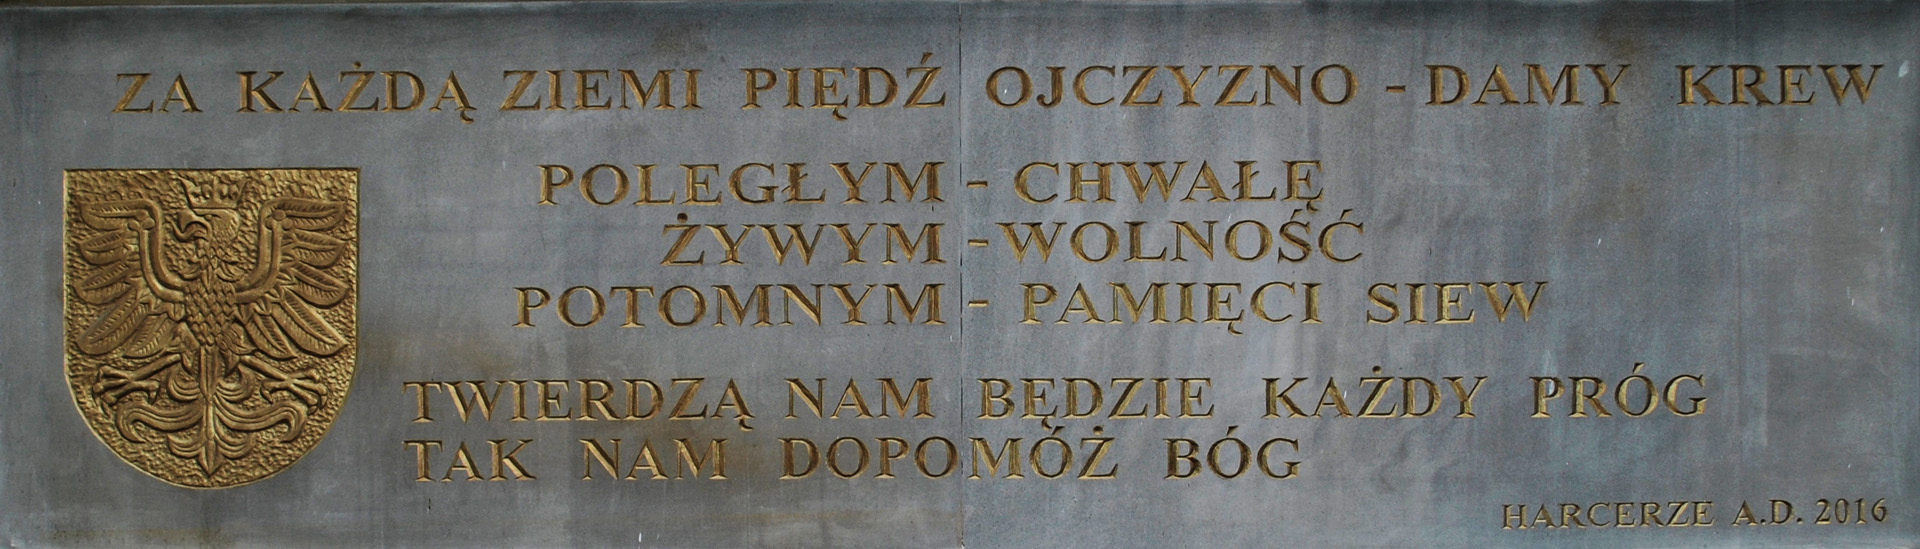 ZA KAŻDĄ ZIEMI PIĘDŹ OJCZYZNO - DAMY KREW
POLEGŁYM - CHWAŁĘ
ŻYWYM - WOLNOŚĆ
POTOMNYM - PAMIĘCI SIEW
TWIERDZĄ NAM BĘDZIE KAŻDY PRÓG
TAK NAM DOPOMÓŻ BÓG
HARCERZE A.D. 2016